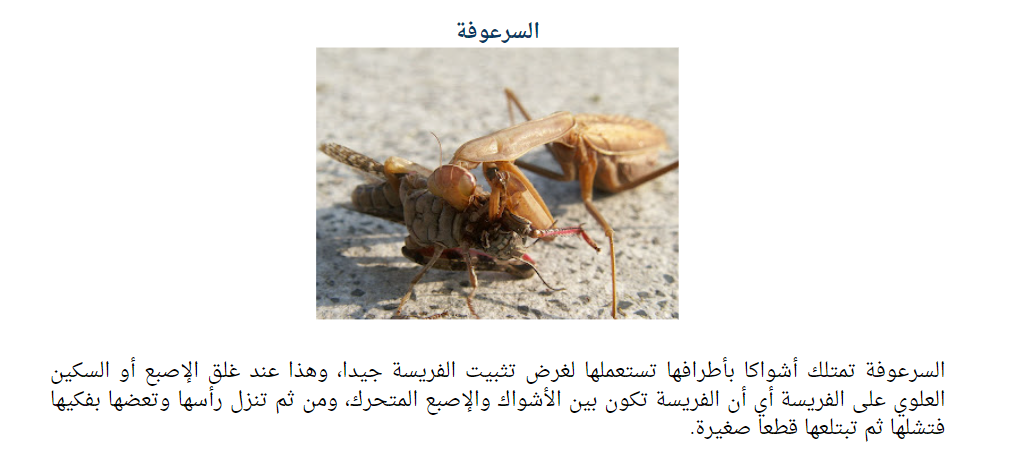 السرعوفة
السرعوفة تمتلك أشواكا بأطرافها تستعملها لغرض تثبيت الفريسة جيدا، وهذا عند غلق الإصبع أو السكين
العلوي على الفريسة أي أن الفريسة تكون بين الأشواك والإصبع المتحرك، ومن ثم تنزل رأسها وتعضها بفكيها
فتشلها ثم تبتلعها قطعا صغيرة.